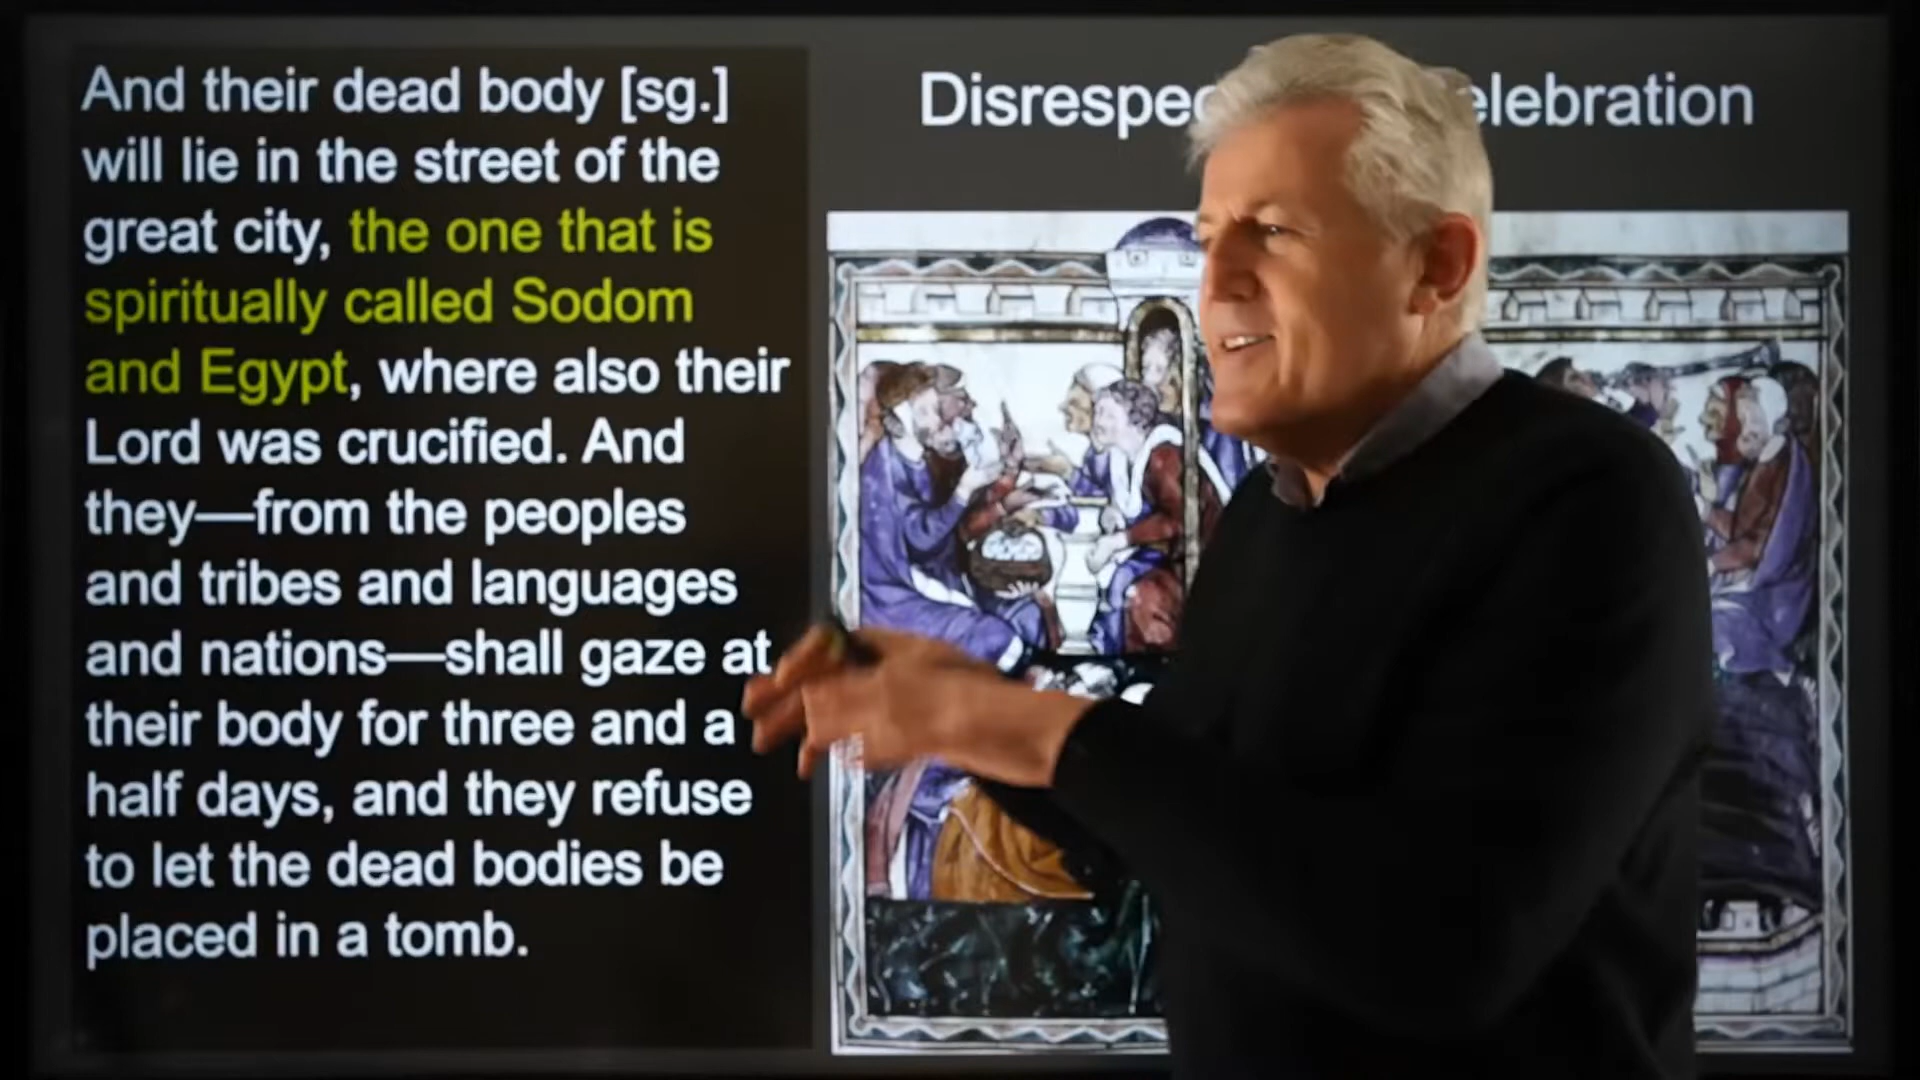 And their dead body [sg.]
will lie in the street of the
great city, the one that is
spiritually called Sodom
and Egypt, where also their
Lord was crucified. And
they—from the peoples
and tribes and languages
and nations—shall gaze at
their body for three and a
half days, and they refuse
to let the dead bodies be
placed in a tomb.